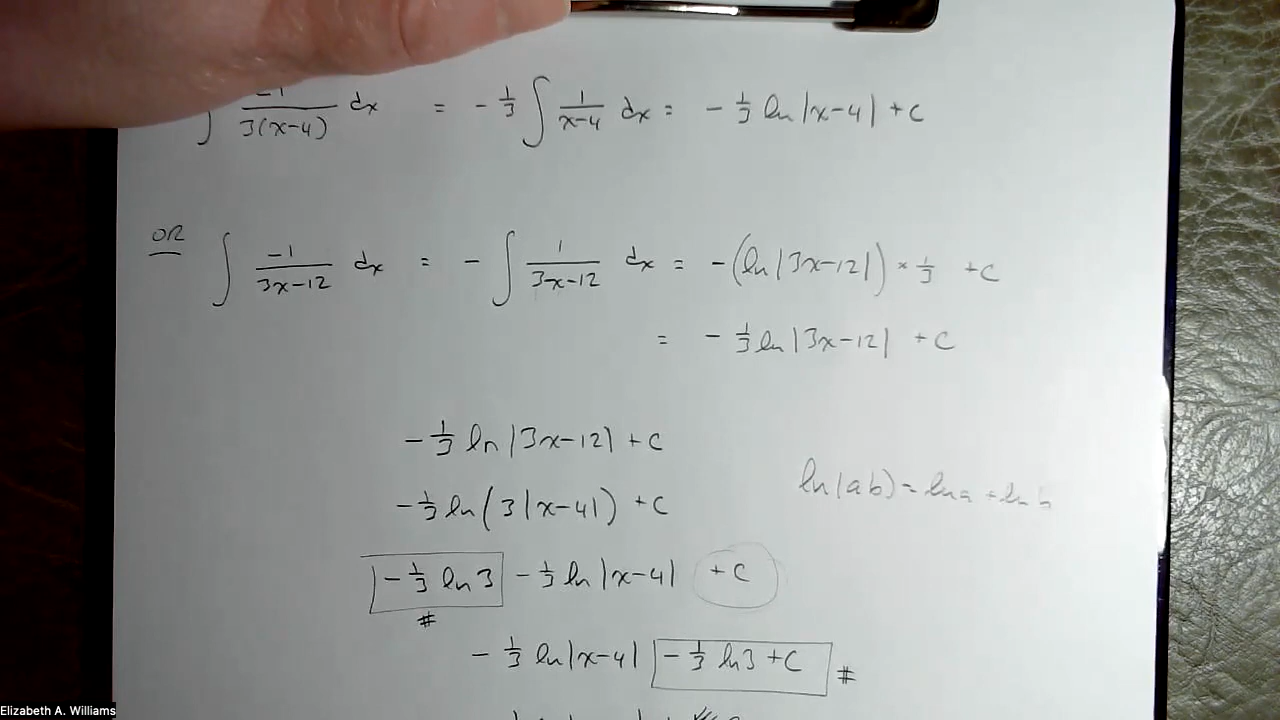 ∫ -1/3(x-4) dx = - 1/3 ∫ 1/x-4 dx = - 1/3 ln |x-4| + C
OR ∫ -1/3x-12 dx = - ∫ 1/3x-12 dx = -(ln |3x-12|) × 1/3 + C
= - 1/3 ln |3x-12| + C
- 1/3 ln |3x-12| + C
- 1/3 ln ( 3 |x-4| ) + C
ln(ab) = ln a + ln b
- 1/3 ln 3 - 1/3 ln |x-4| + C
#
- 1/3 ln |x-4| - 1/3 ln 3 + C #
Elizabeth A. Williams